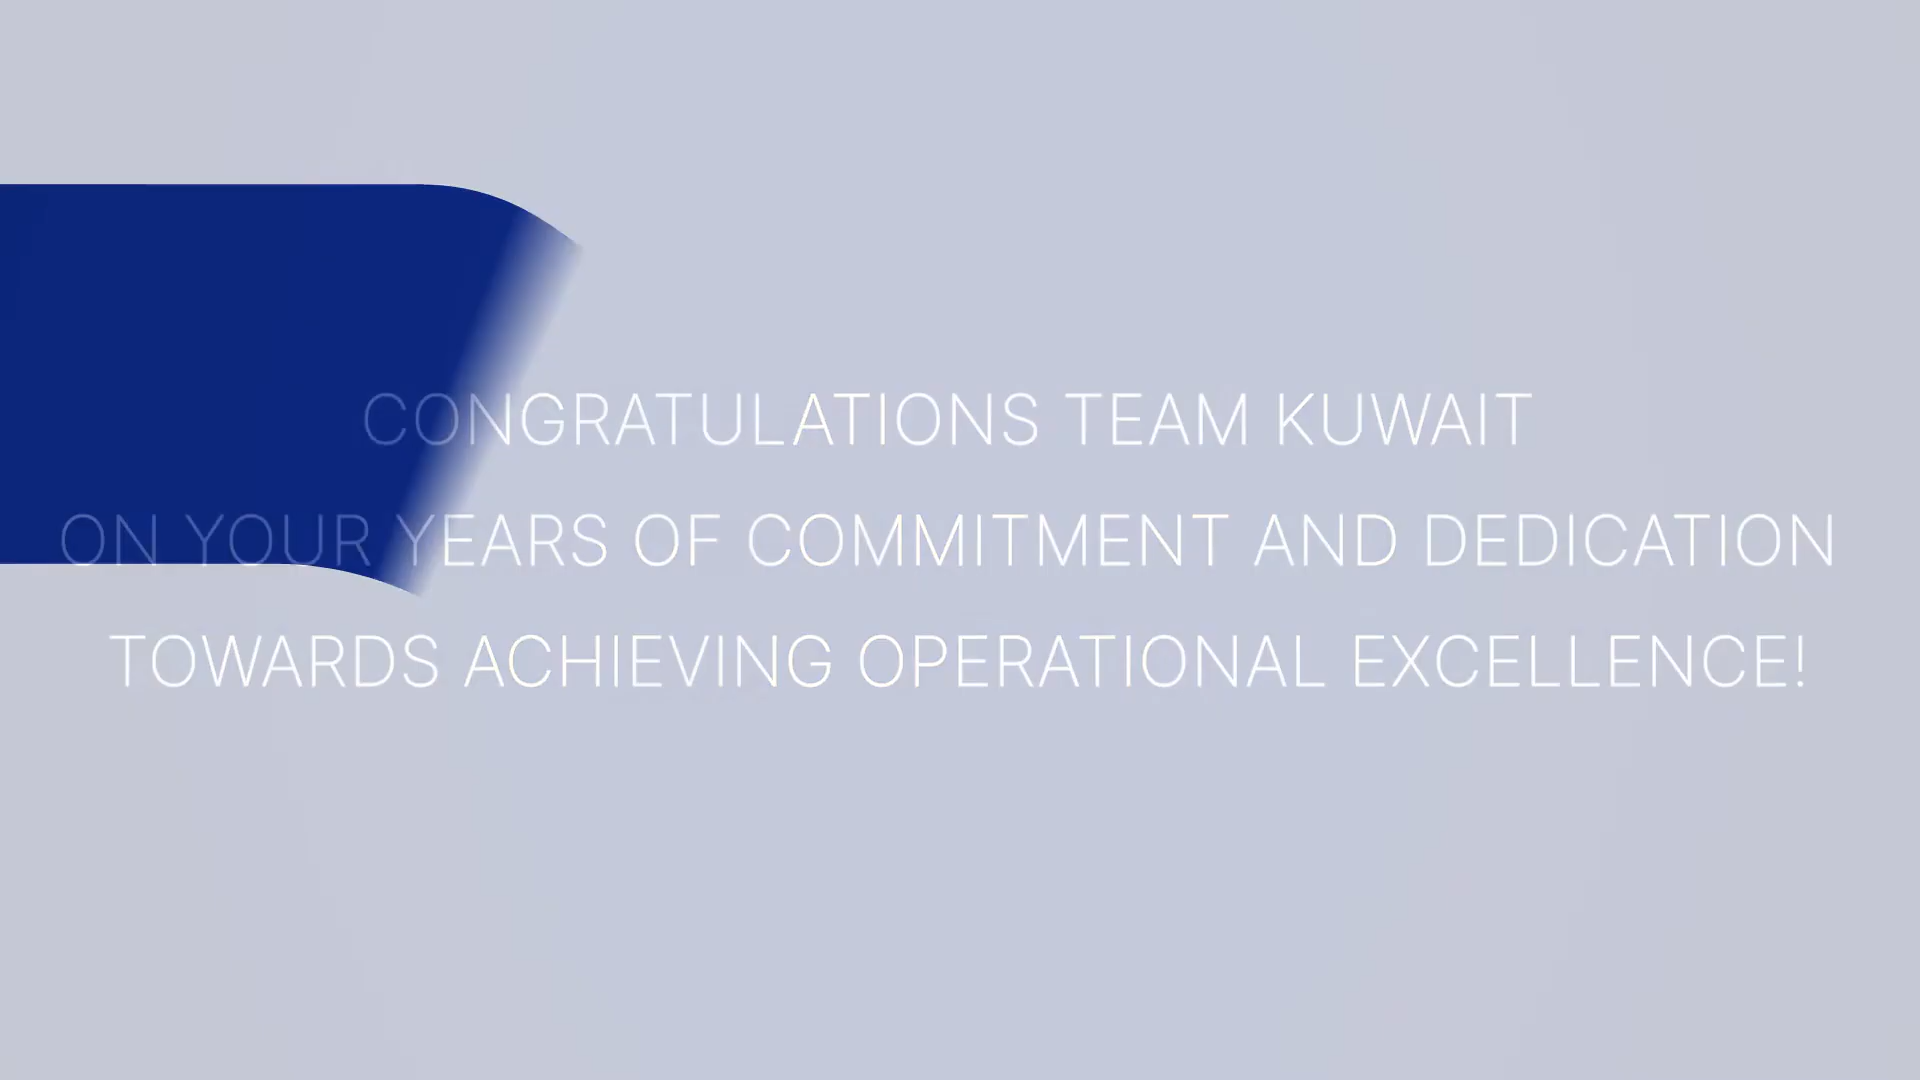 CONGRATULATIONS TEAM KUWAIT
ON YOUR YEARS OF COMMITMENT AND DEDICATION
TOWARDS ACHIEVING OPERATIONAL EXCELLENCE!